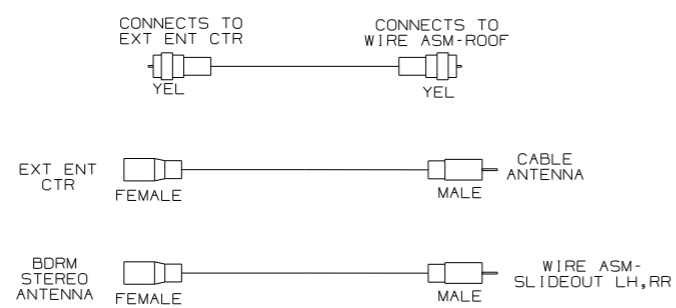 CONNECTS TO
EXT ENT CTR
CONNECTS TO
WIRE ASM-ROOF
YEL
YEL
EXT ENT
CTR
FEMALE
MALE
CABLE
ANTENNA
BDRM
STEREO
ANTENNA
FEMALE
MALE
WIRE ASM-
SLIDEOUT LH,RR